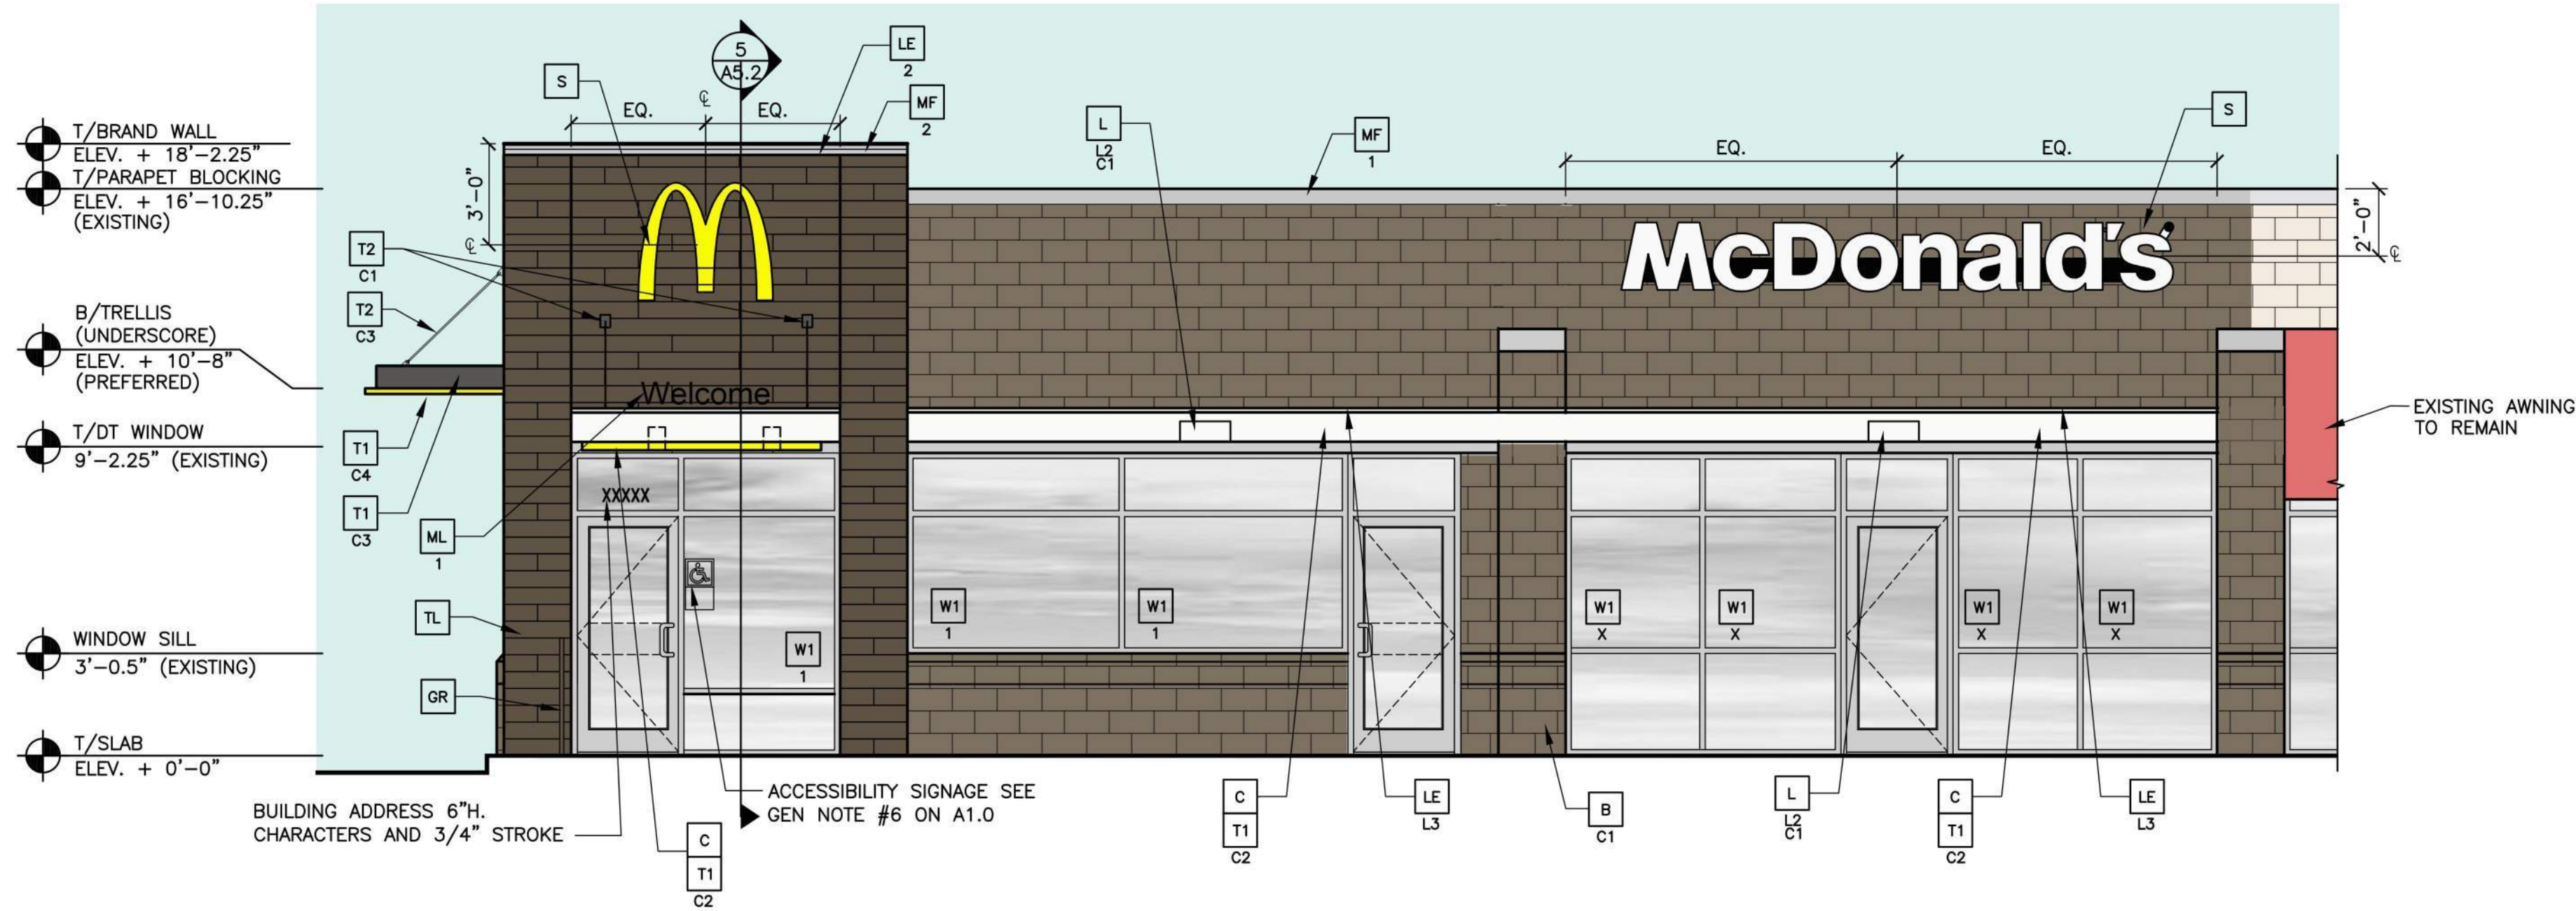 T/BRAND WALL
ELEV. + 18'-2.25"
T/PARAPET BLOCKING
ELEV. + 16'-10.25"
(EXISTING)
B/TRELLIS
(UNDERSCORE)
ELEV. + 10'-8"
(PREFERRED)
T/DT WINDOW
9'-2.25" (EXISTING)
WINDOW SILL
3'-0.5" (EXISTING)
T/SLAB
ELEV. + 0'-0"
5
A5.2
LE
2
S
MF
2
EQ.
℄
EQ.
3'-0"
℄
L
L2
C1
MF
1
S
EQ.
EQ.
2'-0"
℄
T2
C1
T2
C3
T1
C4
T1
C3
ML
1
TL
GR
McDonald's
Welcome
XXXXX
W1
1
W1
1
W1
1
W1
X
W1
X
W1
X
W1
X
EXISTING AWNING
TO REMAIN
BUILDING ADDRESS 6"H.
CHARACTERS AND 3/4" STROKE
ACCESSIBILITY SIGNAGE SEE
GEN NOTE #6 ON A1.0
C
T1
C2
C
T1
C2
LE
L3
B
C1
L
L2
C1
C
T1
C2
LE
L3